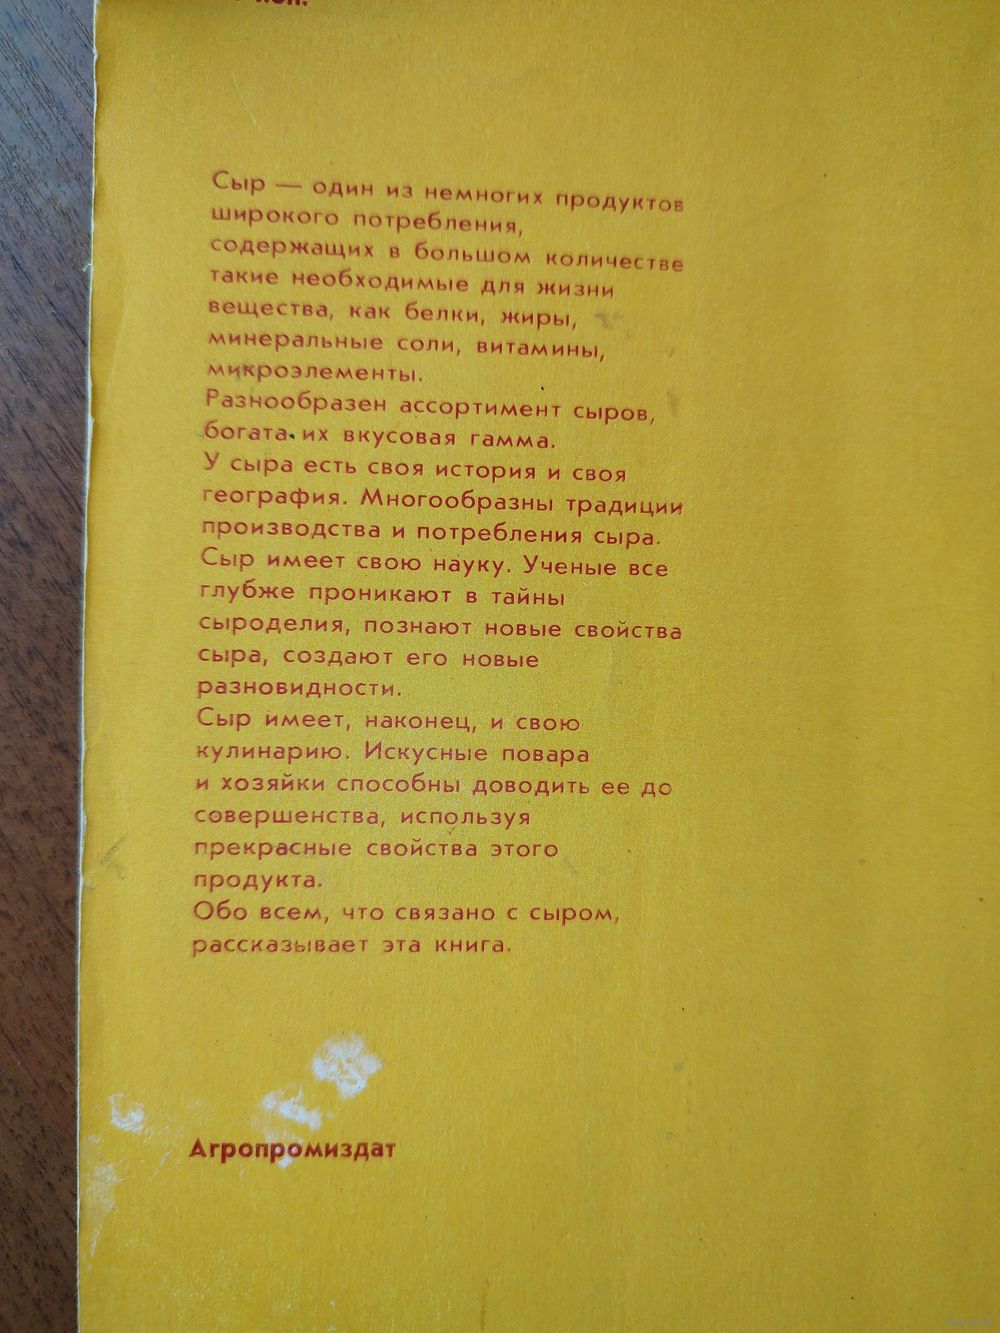 коп.
Сыр — один из немногих продуктов
широкого потребления,
содержащих в большом количестве
такие необходимые для жизни
вещества, как белки, жиры,
минеральные соли, витамины,
микроэлементы.
Разнообразен ассортимент сыров,
богата их вкусовая гамма.
У сыра есть своя история и своя
география. Многообразны традиции
производства и потребления сыра.
Сыр имеет свою науку. Ученые все
глубже проникают в тайны
сыроделия, познают новые свойства
сыра, создают его новые
разновидности.
Сыр имеет, наконец, и свою
кулинарию. Искусные повара
и хозяйки способны доводить ее до
совершенства, используя
прекрасные свойства этого
продукта.
Обо всем, что связано с сыром,
рассказывает эта книга.
Агропромиздат